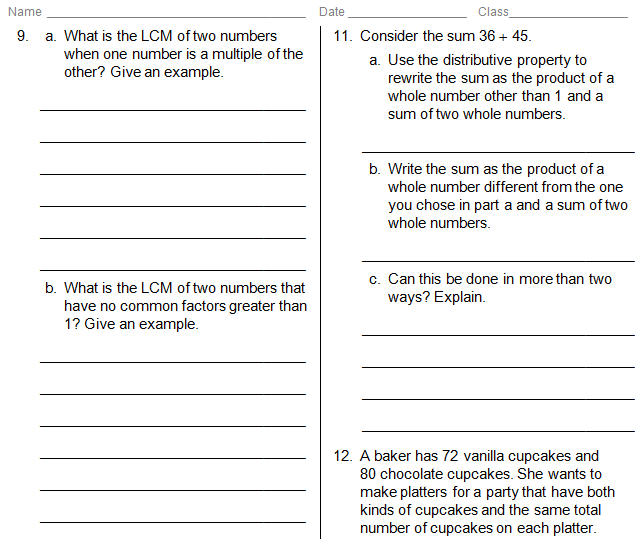 Name Date Class
9. a. What is the LCM of two numbers
when one number is a multiple of the
other? Give an example.
b. What is the LCM of two numbers that
have no common factors greater than
1? Give an example.
11. Consider the sum 36 + 45.
a. Use the distributive property to
rewrite the sum as the product of a
whole number other than 1 and a
sum of two whole numbers.
b. Write the sum as the product of a
whole number different from the one
you chose in part a and a sum of two
whole numbers.
c. Can this be done in more than two
ways? Explain.
12. A baker has 72 vanilla cupcakes and
80 chocolate cupcakes. She wants to
make platters for a party that have both
kinds of cupcakes and the same total
number of cupcakes on each platter.